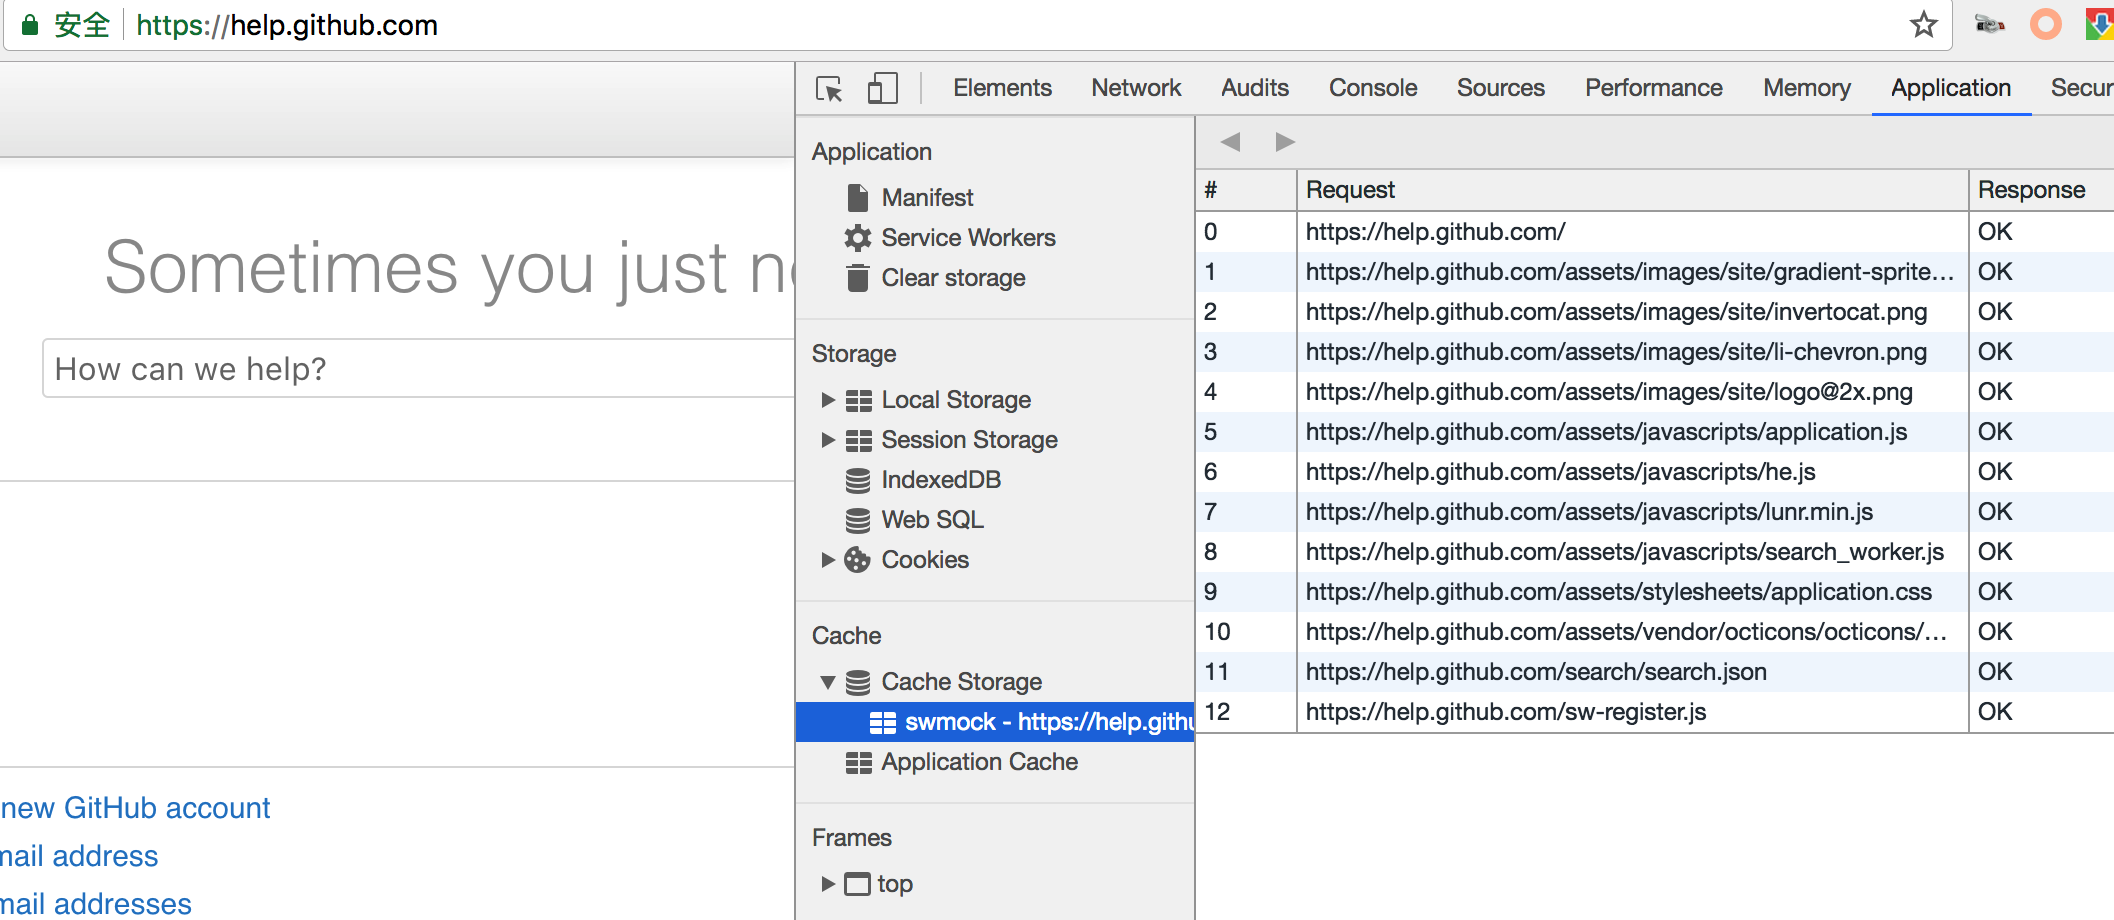 安全 https://help.github.com
Elements Network Audits Console Sources Performance Memory Application Secur
Sometimes you just n
How can we help?
new GitHub account
mail address
mail addresses
Application
Manifest
Service Workers
Clear storage
Storage
Local Storage
Session Storage
IndexedDB
Web SQL
Cookies
Cache
Cache Storage
swmock - https://help.githu
Application Cache
Frames
top
# Request Response
0 https://help.github.com/ OK
1 https://help.github.com/assets/images/site/gradient-sprite… OK
2 https://help.github.com/assets/images/site/invertocat.png OK
3 https://help.github.com/assets/images/site/li-chevron.png OK
4 https://help.github.com/assets/images/site/logo@2x.png OK
5 https://help.github.com/assets/javascripts/application.js OK
6 https://help.github.com/assets/javascripts/he.js OK
7 https://help.github.com/assets/javascripts/lunr.min.js OK
8 https://help.github.com/assets/javascripts/search_worker.js OK
9 https://help.github.com/assets/stylesheets/application.css OK
10 https://help.github.com/assets/vendor/octicons/octicons/… OK
11 https://help.github.com/search/search.json OK
12 https://help.github.com/sw-register.js OK